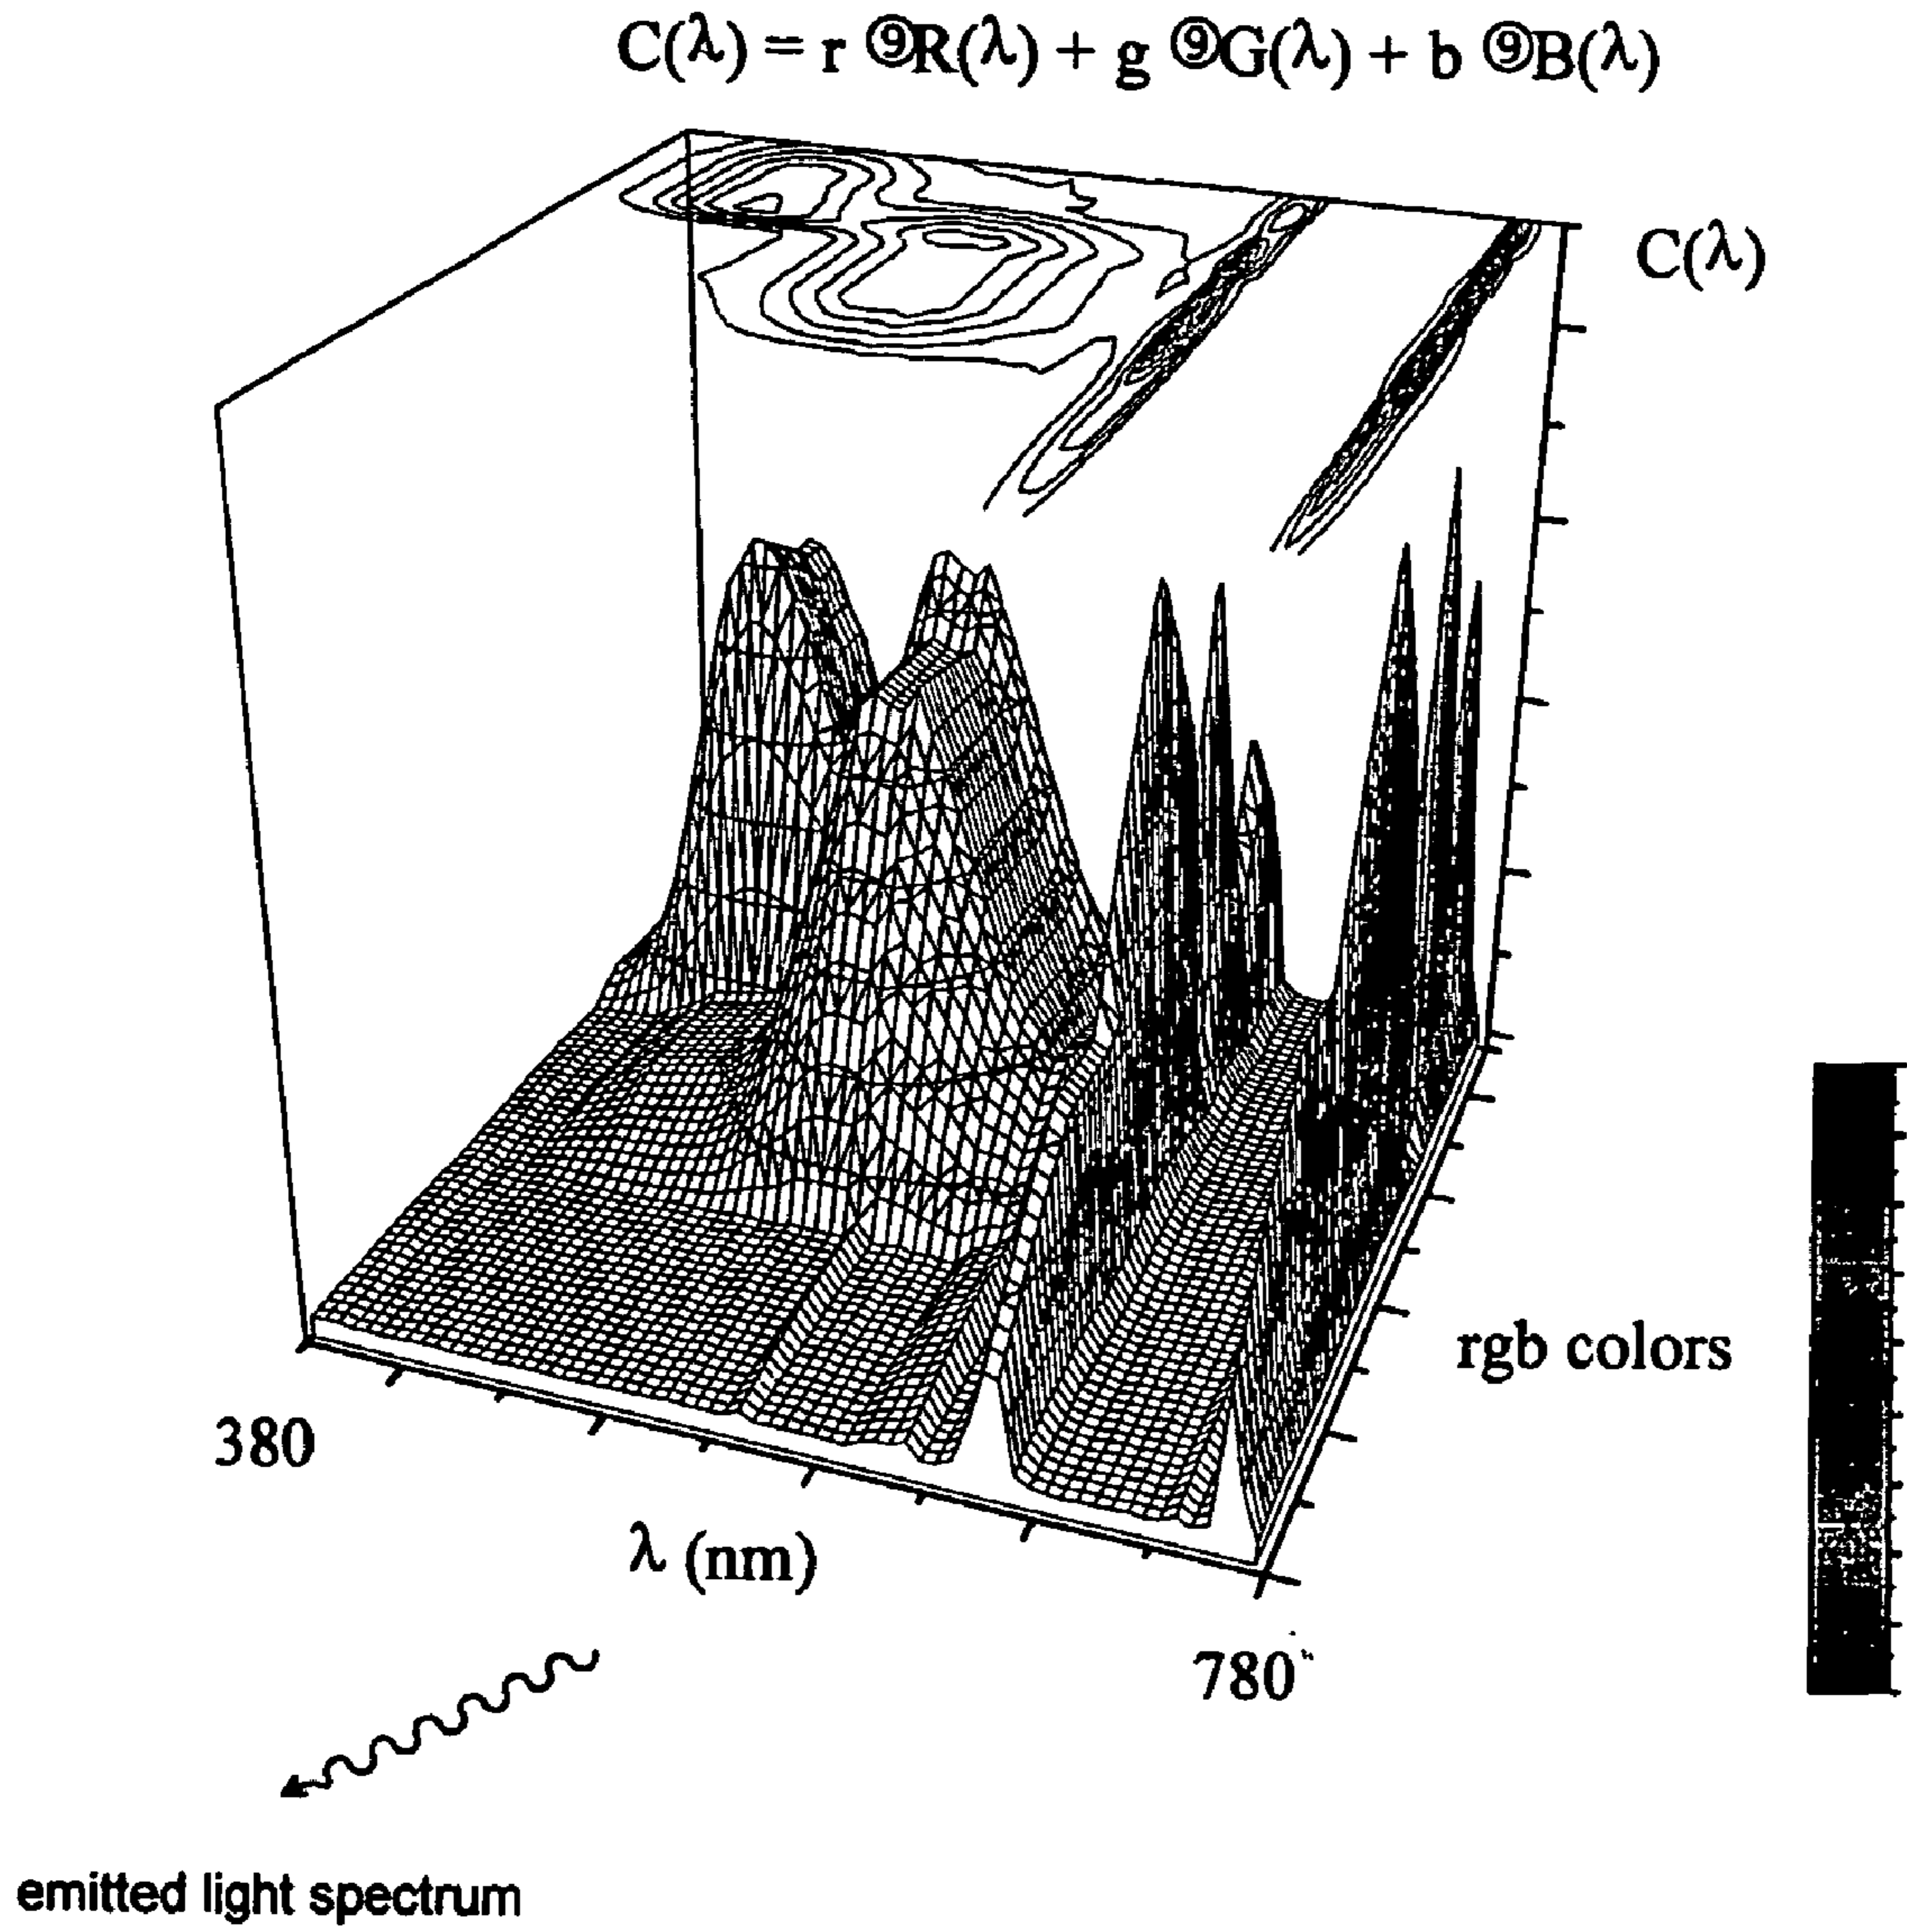 C(λ) = r ⑨R(λ) + g ⑨G(λ) + b ⑨B(λ)
C(λ)
rgb colors
380
λ (nm)
780
emitted light spectrum